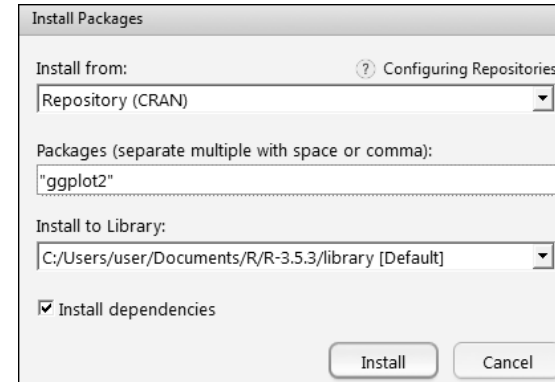 Install Packages
Install from:
? Configuring Repositories
Repository (CRAN)
Packages (separate multiple with space or comma):
"ggplot2"
Install to Library:
C:/Users/user/Documents/R/R-3.5.3/library [Default]
Install dependencies
Install
Cancel